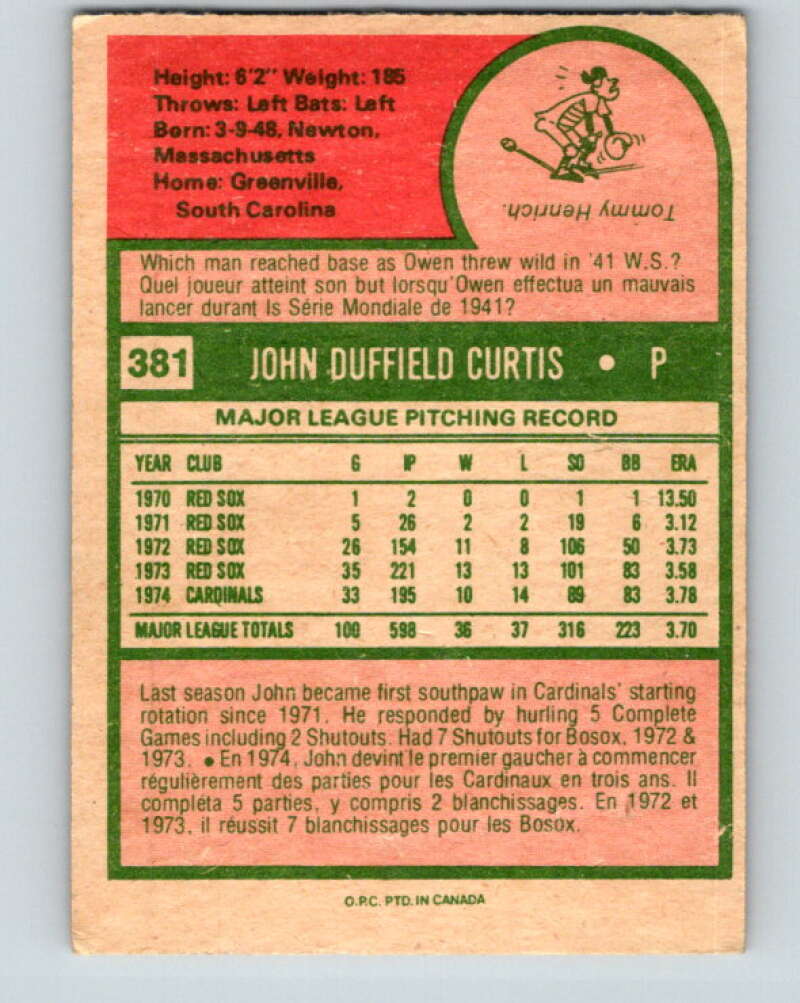 Height: 6'2" Weight: 185
Throws: Left Bats: Left
Born: 3-9-48, Newton,
Massachusetts
Home: Greenville,
South Carolina
Tommy Henrich.
Which man reached base as Owen threw wild in '41 W.S.?
Quel joueur atteint son but lorsqu'Owen effectua un mauvais
lancer durant ls Série Mondiale de 1941?
381 JOHN DUFFIELD CURTIS • P
MAJOR LEAGUE PITCHING RECORD
YEAR CLUB G IP W L SO BB ERA
1970 RED SOX 1 2 0 0 1 1 13.50
1971 RED SOX 5 26 2 2 19 6 3.12
1972 RED SOX 26 154 11 8 106 50 3.73
1973 RED SOX 35 221 13 13 101 83 3.58
1974 CARDINALS 33 195 10 14 89 83 3.78
MAJOR LEAGUE TOTALS 100 598 36 37 316 223 3.70
Last season John became first southpaw in Cardinals' starting
rotation since 1971. He responded by hurling 5 Complete
Games including 2 Shutouts. Had 7 Shutouts for Bosox, 1972 &
1973. • En 1974, John devint le premier gaucher à commencer
régulièrement des parties pour les Cardinaux en trois ans. Il
compléta 5 parties, y compris 2 blanchissages. En 1972 et
1973, il réussit 7 blanchissages pour les Bosox.
O.P.C. PTD. IN CANADA